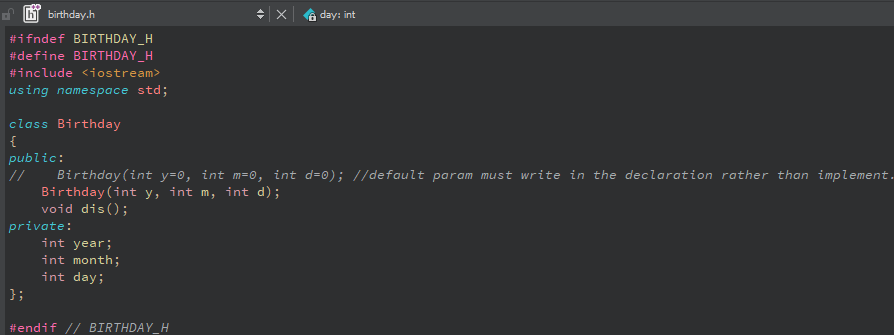 birthday.h day: int
#ifndef BIRTHDAY_H
#define BIRTHDAY_H
#include <iostream>
using namespace std;
class Birthday
{
public:
//    Birthday(int y=0, int m=0, int d=0); //default param must write in the declaration rather than implement.
    Birthday(int y, int m, int d);
    void dis();
private:
    int year;
    int month;
    int day;
};
#endif // BIRTHDAY_H